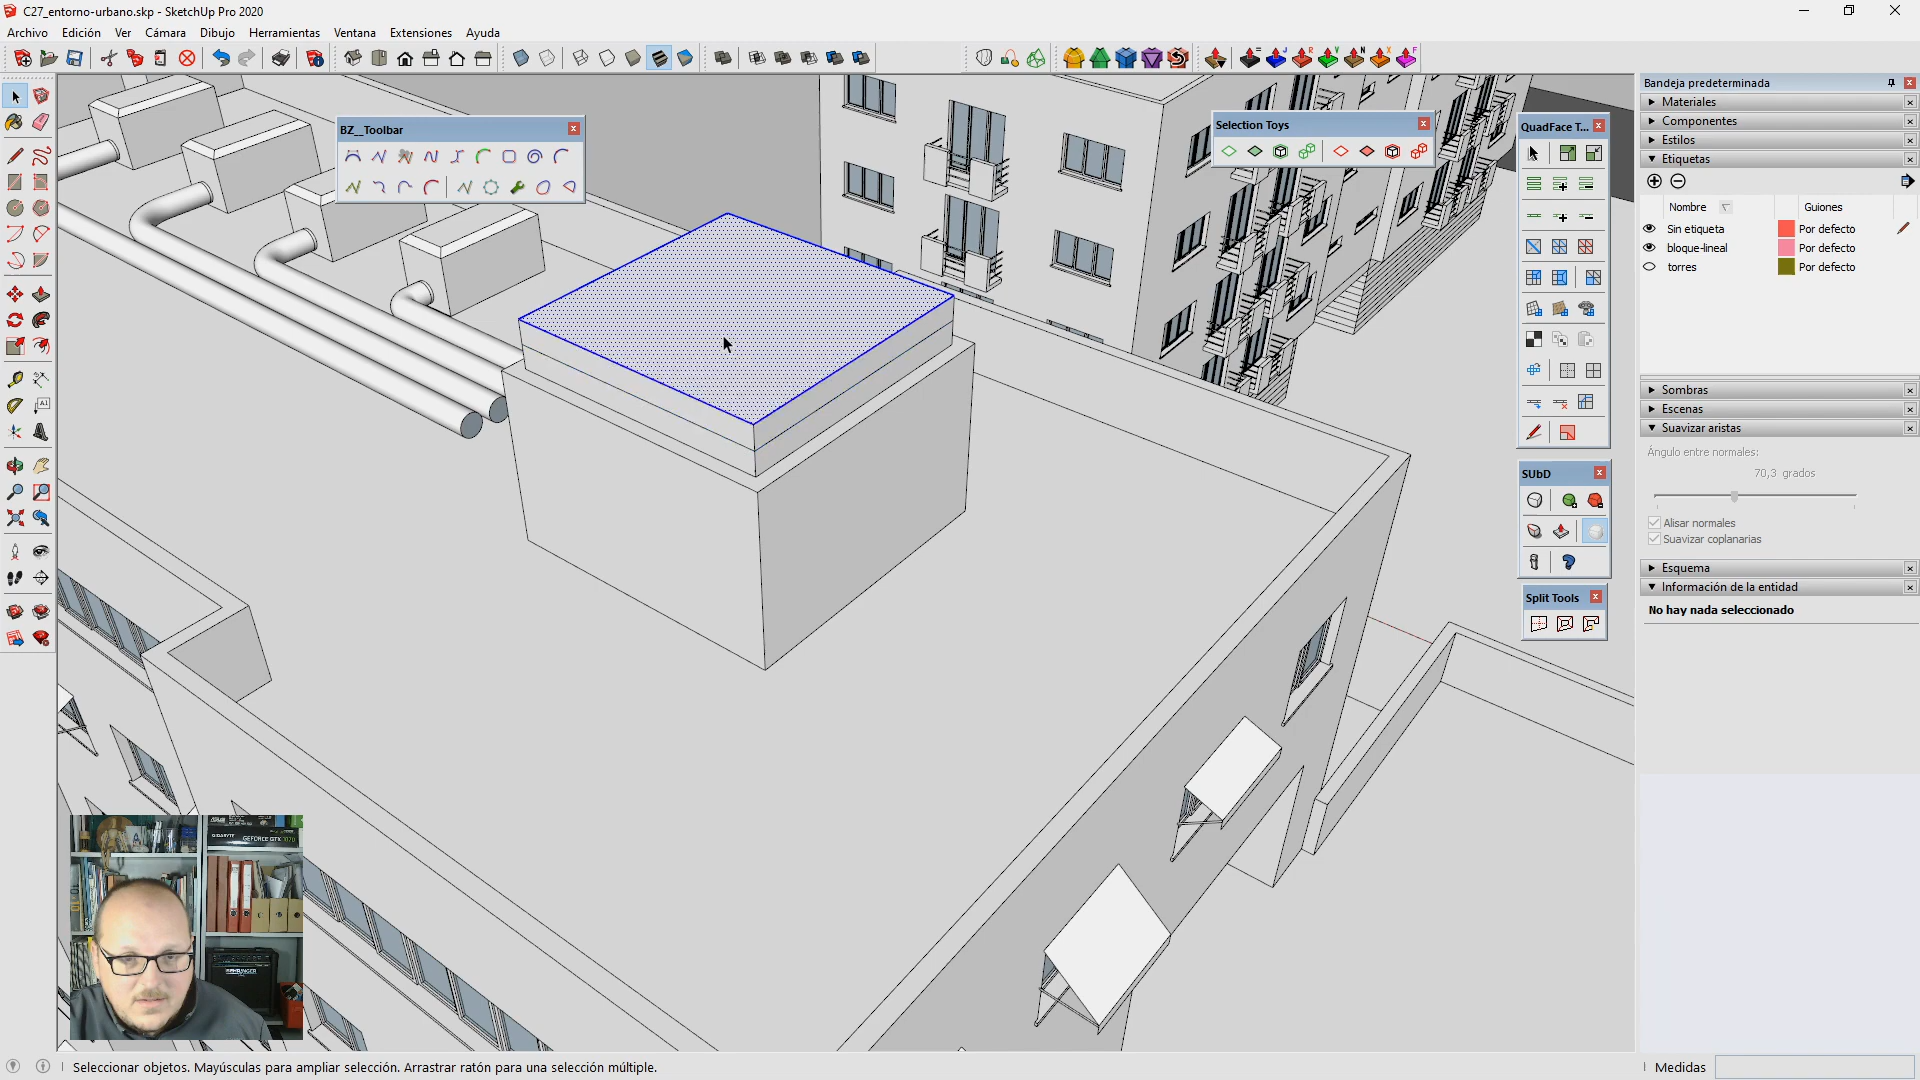 C27_entorno-urbano.skp - SketchUp Pro 2020
Archivo Edición Ver Cámara Dibujo Herramientas Ventana Extensiones Ayuda
BZ__Toolbar
Selection Toys
QuadFace T...
SUbD
Split Tools
Bandeja predeterminada
Materiales
Componentes
Estilos
Etiquetas
Nombre Guiones
Sin etiqueta Por defecto
bloque-lineal Por defecto
torres Por defecto
Sombras
Escenas
Suavizar aristas
Ángulo entre normales:
70,3 grados
Alisar normales
Suavizar coplanarias
Esquema
Información de la entidad
No hay nada seleccionado
GEFORCE GTX 1070
Seleccionar objetos. Mayúsculas para ampliar selección. Arrastrar ratón para una selección múltiple.
Medidas